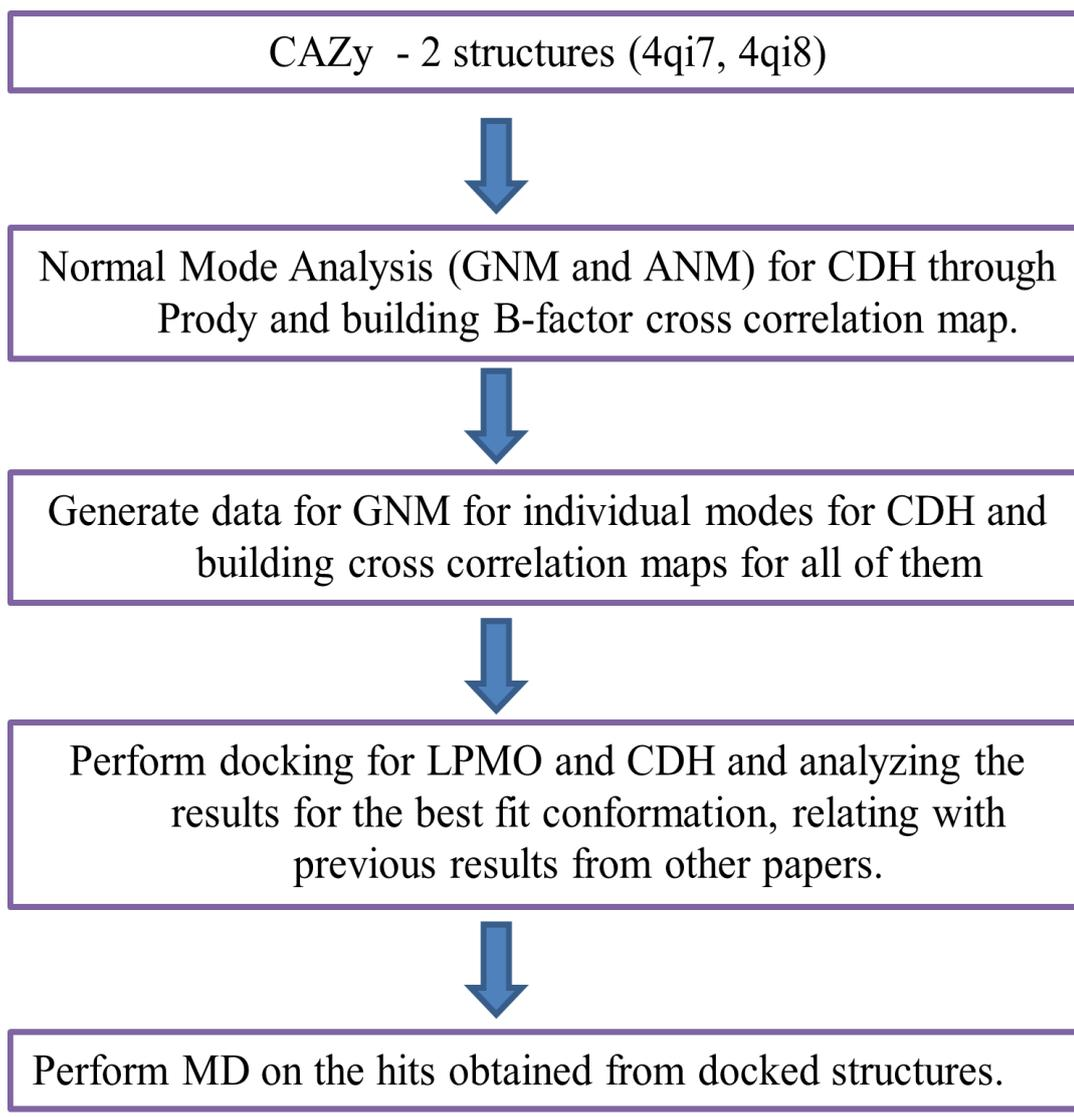 CAZy - 2 structures (4qi7, 4qi8)
Normal Mode Analysis (GNM and ANM) for CDH through
Prody and building B-factor cross correlation map.
Generate data for GNM for individual modes for CDH and
building cross correlation maps for all of them
Perform docking for LPMO and CDH and analyzing the
results for the best fit conformation, relating with
previous results from other papers.
Perform MD on the hits obtained from docked structures.